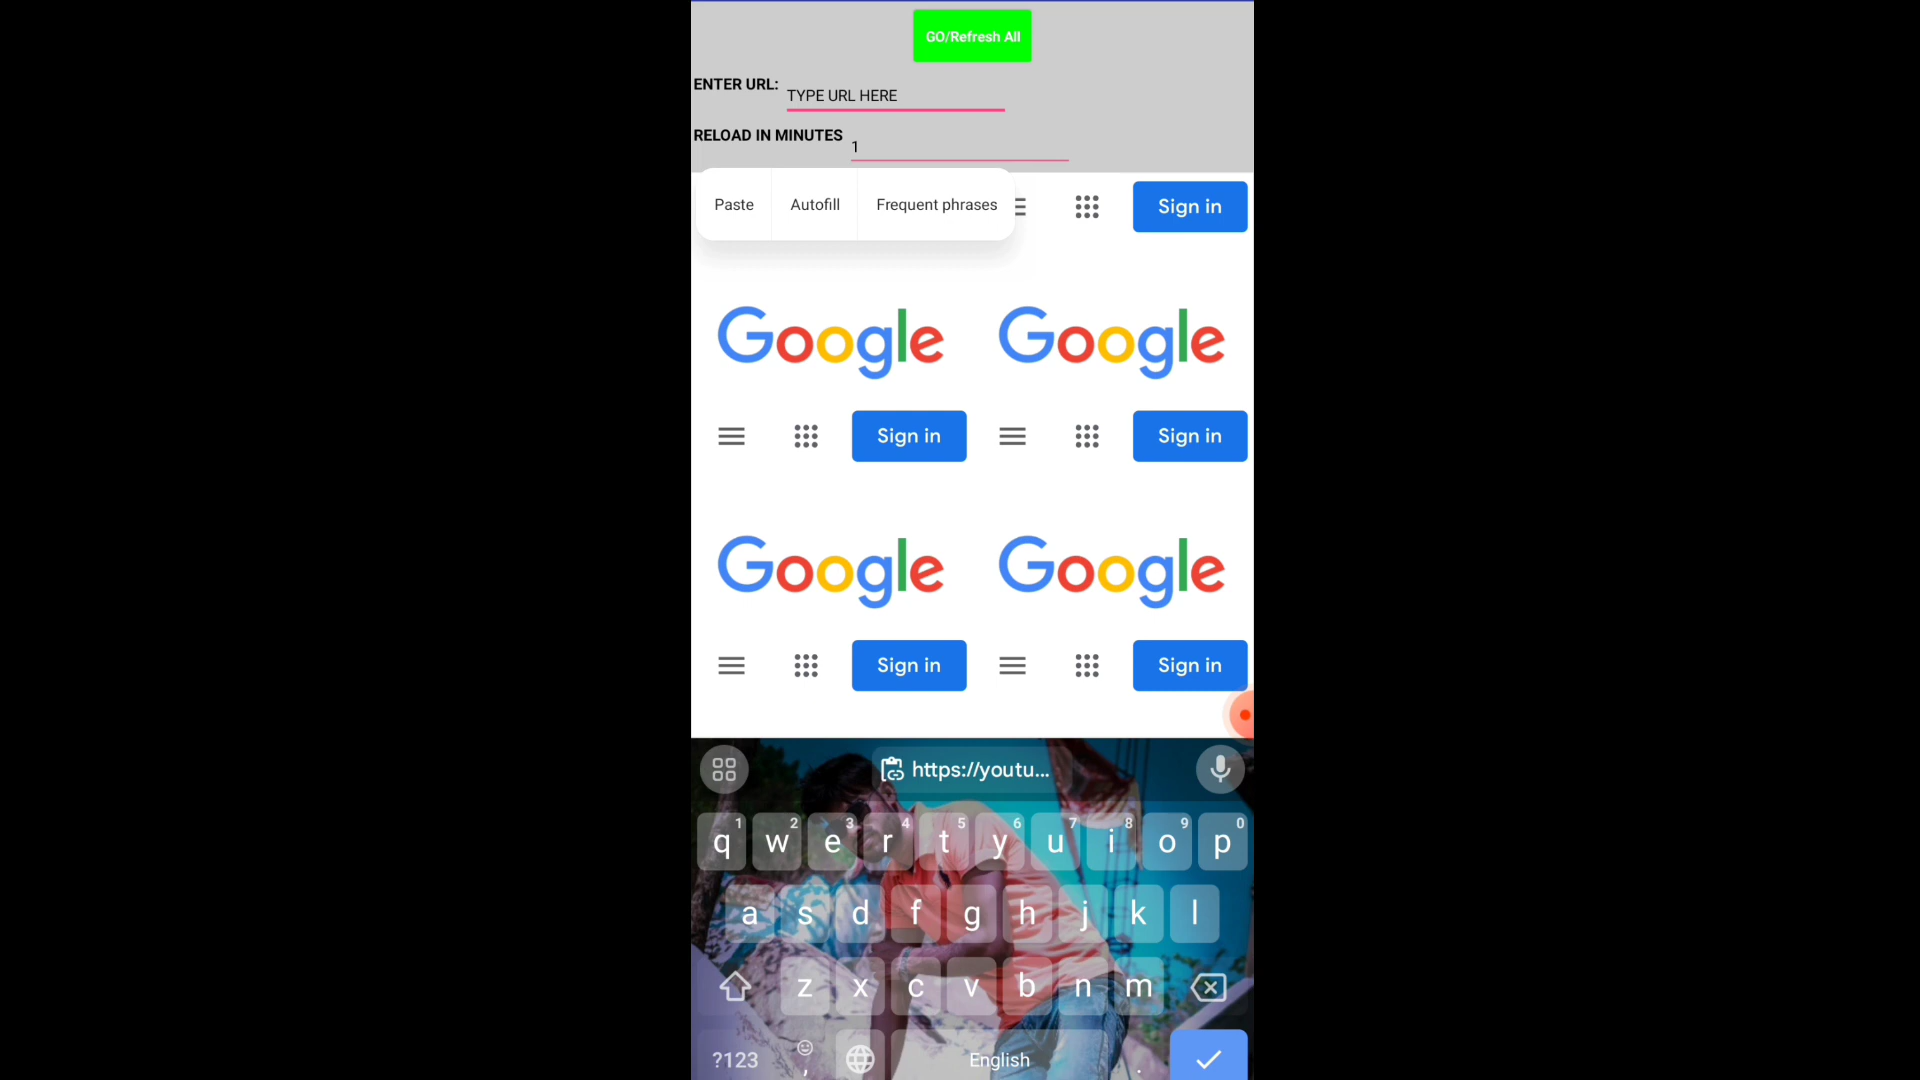 GO/Refresh All
ENTER URL:
TYPE URL HERE
RELOAD IN MINUTES
1
Paste Autofill Frequent phrases
Sign in
Google Google
Sign in Sign in
Google Google
Sign in Sign in
https://youtu...
1 2 3 4 5 6 7 8 9 0
q w e r t y u i o p
a s d f g h j k l
z x c v b n m
?123 , English .